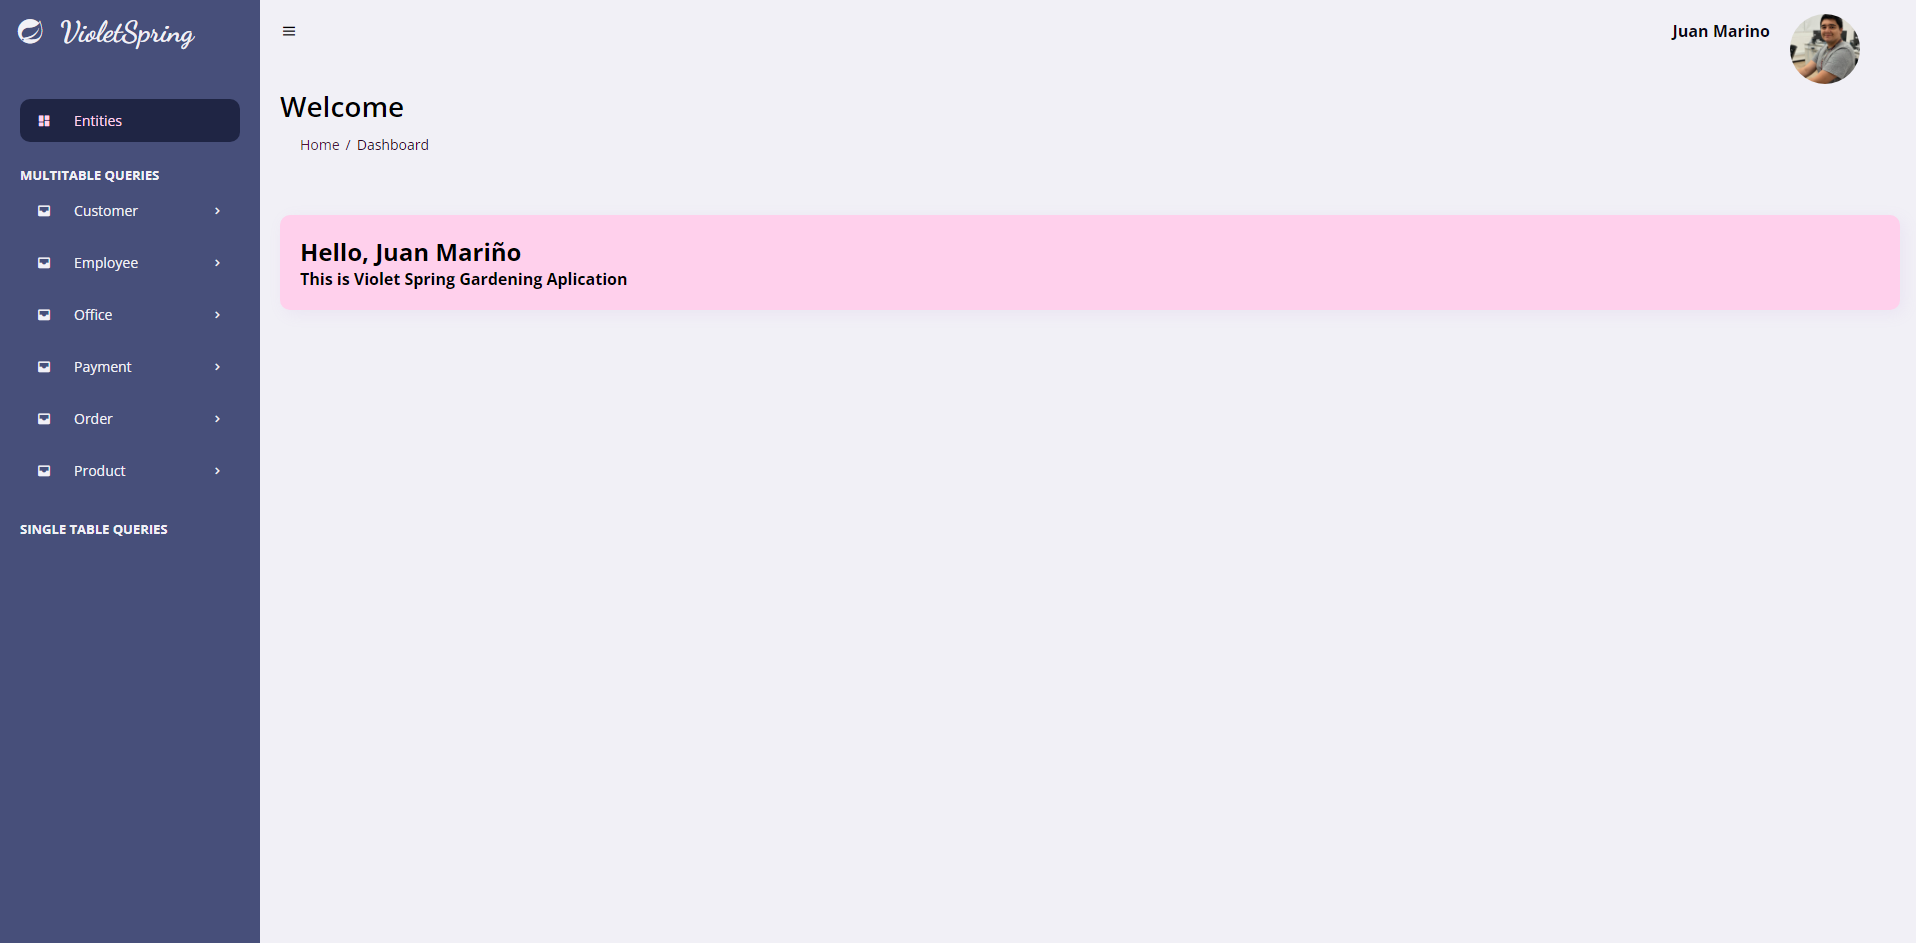 VioletSpring
Juan Marino
Entities
MULTITABLE QUERIES
Customer
Employee
Office
Payment
Order
Product
SINGLE TABLE QUERIES
Welcome
Home / Dashboard
Hello, Juan Mariño
This is Violet Spring Gardening Aplication